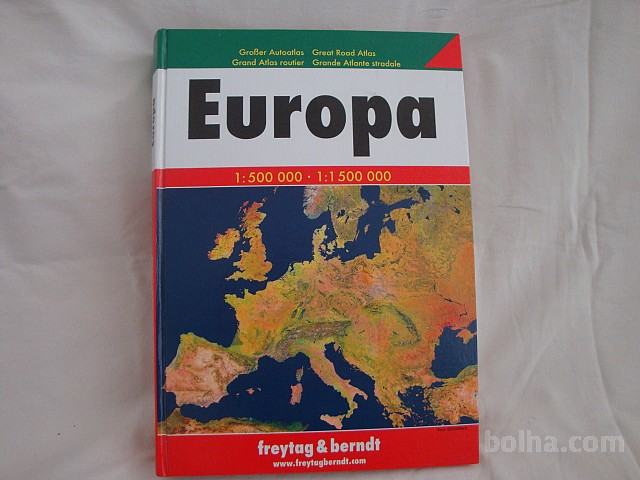 Großer Autoatlas Great Road Atlas
Grand Atlas routier Grande Atlante stradale
Europa
Europa
1:500 000 · 1:1 500 000
freytag & berndt
www.freytagberndt.com
bolha.com